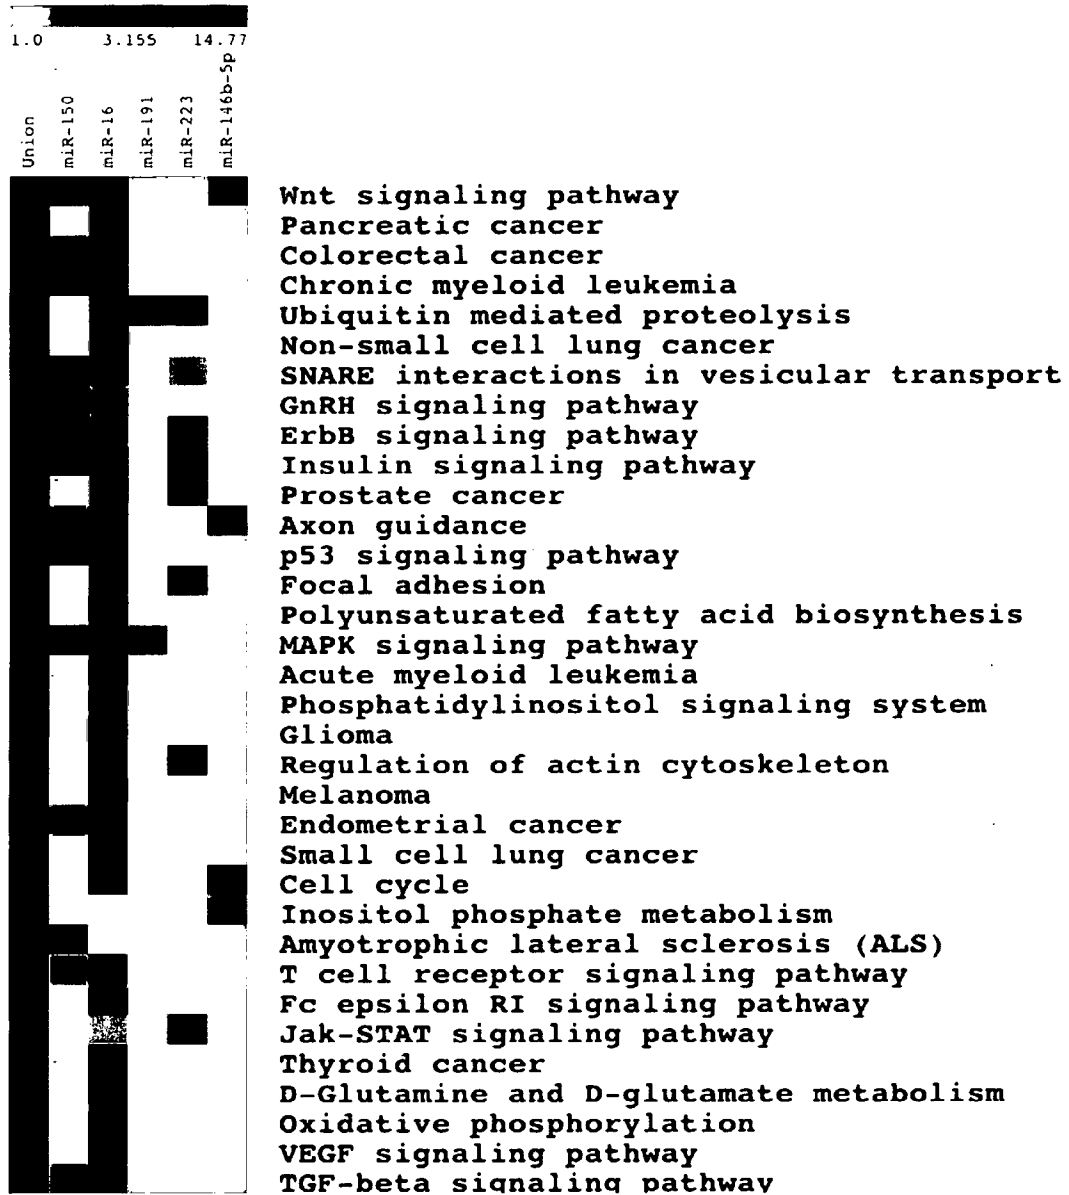 1.0 3.155 14.77
Union
miR-150
miR-16
miR-191
miR-223
miR-146b-5p
Wnt signaling pathway
Pancreatic cancer
Colorectal cancer
Chronic myeloid leukemia
Ubiquitin mediated proteolysis
Non-small cell lung cancer
SNARE interactions in vesicular transport
GnRH signaling pathway
ErbB signaling pathway
Insulin signaling pathway
Prostate cancer
Axon guidance
p53 signaling pathway
Focal adhesion
Polyunsaturated fatty acid biosynthesis
MAPK signaling pathway
Acute myeloid leukemia
Phosphatidylinositol signaling system
Glioma
Regulation of actin cytoskeleton
Melanoma
Endometrial cancer
Small cell lung cancer
Cell cycle
Inositol phosphate metabolism
Amyotrophic lateral sclerosis (ALS)
T cell receptor signaling pathway
Fc epsilon RI signaling pathway
Jak-STAT signaling pathway
Thyroid cancer
D-Glutamine and D-glutamate metabolism
Oxidative phosphorylation
VEGF signaling pathway
TGF-beta signaling pathway